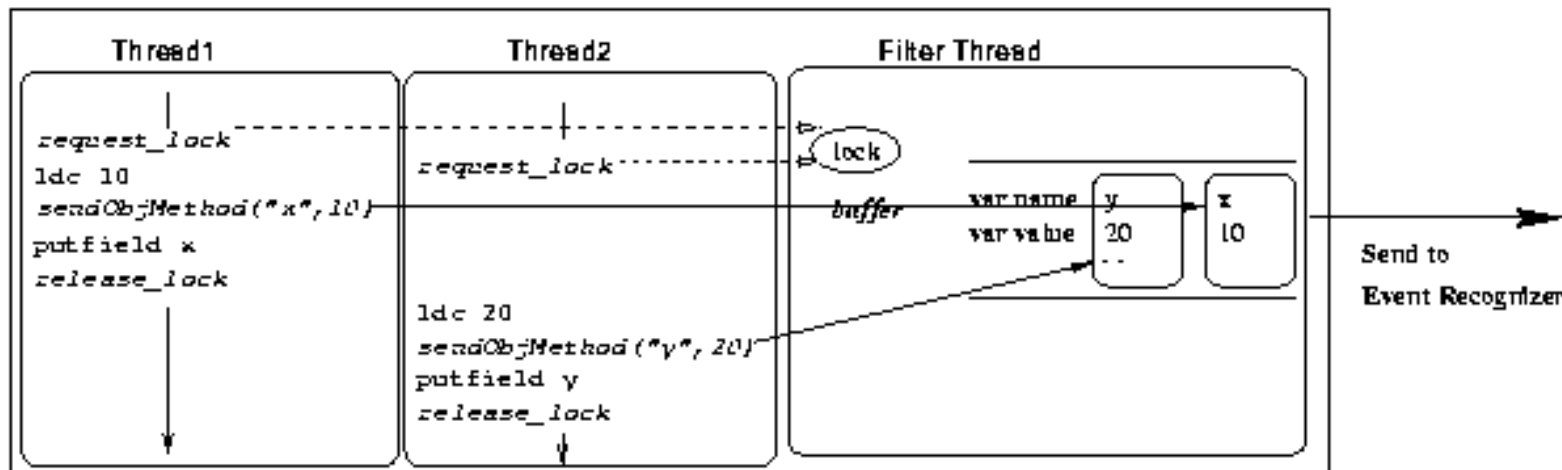 Thread1
request_lock
ldc 10
sendObjMethod("x",10)
putfield x
release_lock
Thread2
request_lock
ldc 20
sendObjMethod("y",20)
putfield y
release_lock
Filter Thread
lock
buffer
var name y x
var value 20 10
--
Send to
Event Recognizer